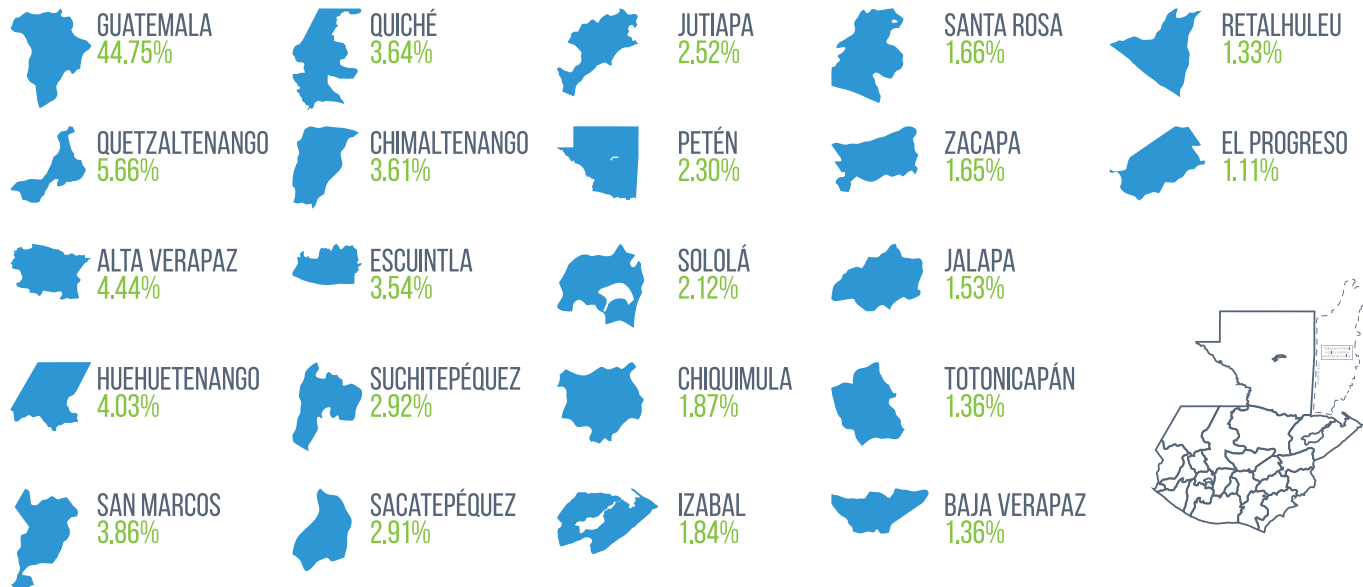 GUATEMALA
44.75%
QUETZALTENANGO
5.66%
ALTA VERAPAZ
4.44%
HUEHUETENANGO
4.03%
SAN MARCOS
3.86%
QUICHÉ
3.64%
CHIMALTENANGO
3.61%
ESCUINTLA
3.54%
SUCHITEPÉQUEZ
2.92%
SACATEPÉQUEZ
2.91%
JUTIAPA
2.52%
PETÉN
2.30%
SOLOLÁ
2.12%
CHIQUIMULA
1.87%
IZABAL
1.84%
SANTA ROSA
1.66%
ZACAPA
1.65%
JALAPA
1.53%
TOTONICAPÁN
1.36%
BAJA VERAPAZ
1.36%
RETALHULEU
1.33%
EL PROGRESO
1.11%